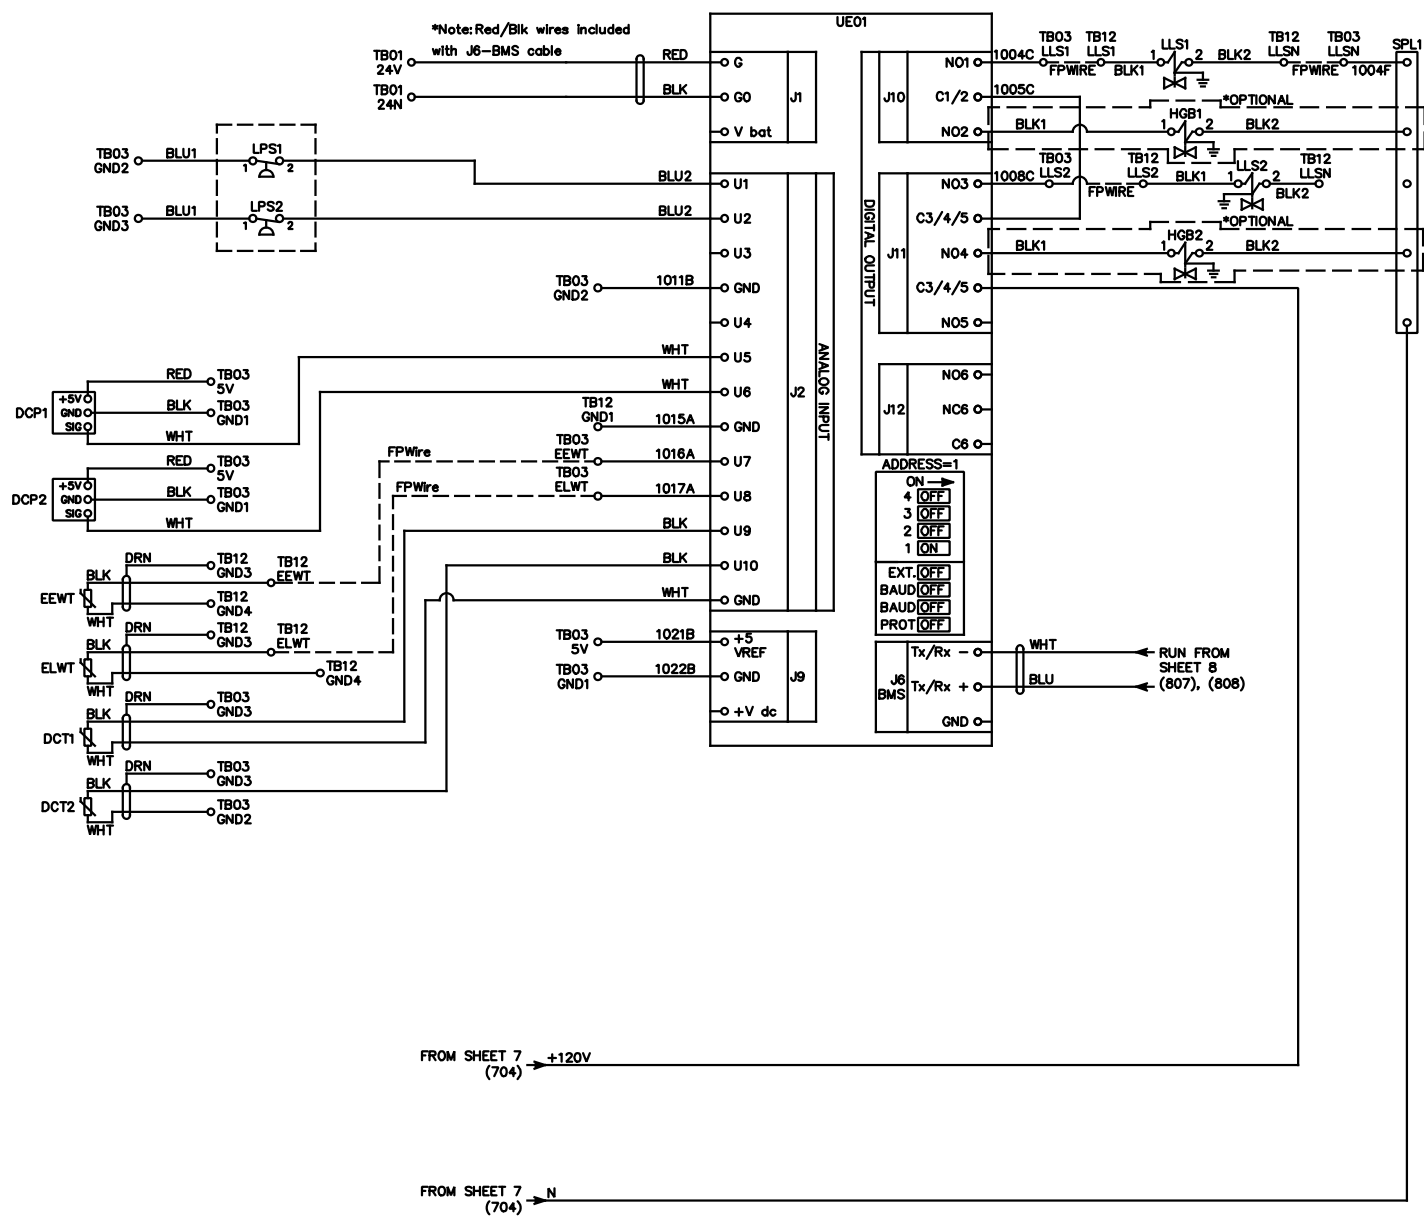 UE01
*Note: Red/Blk wires included
with J6-BMS cable
TB01
24V
RED
G
TB01
24N
BLK
G0
V bat
J1
TB03
GND2
BLU1
LPS1
1
2
BLU2
U1
TB03
GND3
BLU1
LPS2
1
2
BLU2
U2
U3
TB03
GND2
1011B
GND
U4
WHT
U5
WHT
U6
TB12
GND1
1015A
GND
FPWire
TB03
EEWT
1016A
U7
FPWire
TB03
ELWT
1017A
U8
BLK
U9
BLK
U10
WHT
GND
J2
ANALOG INPUT
TB03
5V
1021B
+5
VREF
TB03
GND1
1022B
GND
+V dc
J9
DCP1
+5V
GND
SIG
RED
TB03
5V
BLK
TB03
GND1
WHT
DCP2
+5V
GND
SIG
RED
TB03
5V
BLK
TB03
GND1
WHT
EEWT
DRN
TB12
GND3
BLK
TB12
EEWT
WHT
TB12
GND4
ELWT
DRN
TB12
GND3
BLK
TB12
ELWT
WHT
TB12
GND4
DCT1
DRN
TB03
GND3
BLK
WHT
DCT2
DRN
TB03
GND3
BLK
WHT
TB03
GND2
DIGITAL OUTPUT
J10
NO1
1004C
TB03
LLS1
FPWIRE
TB12
LLS1
BLK1
LLS1
1
2
BLK2
TB12
LLSN
FPWIRE
TB03
LLSN
1004F
SPL1
C1/2
1005C
*OPTIONAL
NO2
BLK1
HGB1
1
2
BLK2
J11
NO3
1008C
TB03
LLS2
FPWIRE
TB12
LLS2
BLK1
LLS2
1
2
BLK2
TB12
LLSN
C3/4/5
*OPTIONAL
NO4
BLK1
HGB2
1
2
BLK2
C3/4/5
NO5
J12
NO6
NC6
C6
ADDRESS=1
ON
4 OFF
3 OFF
2 OFF
1 ON
EXT. OFF
BAUD OFF
BAUD OFF
PROT OFF
J6
BMS
Tx/Rx -
WHT
Tx/Rx +
BLU
GND
RUN FROM
SHEET 8
(807), (808)
FROM SHEET 7
(704)
+120V
FROM SHEET 7
(704)
N